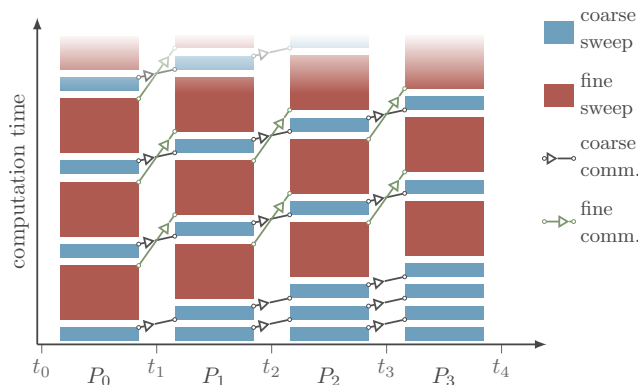 coarse
sweep
fine
sweep
coarse
comm.
fine
comm.
computation time
t₀ t₁ t₂ t₃ t₄
P₀ P₁ P₂ P₃